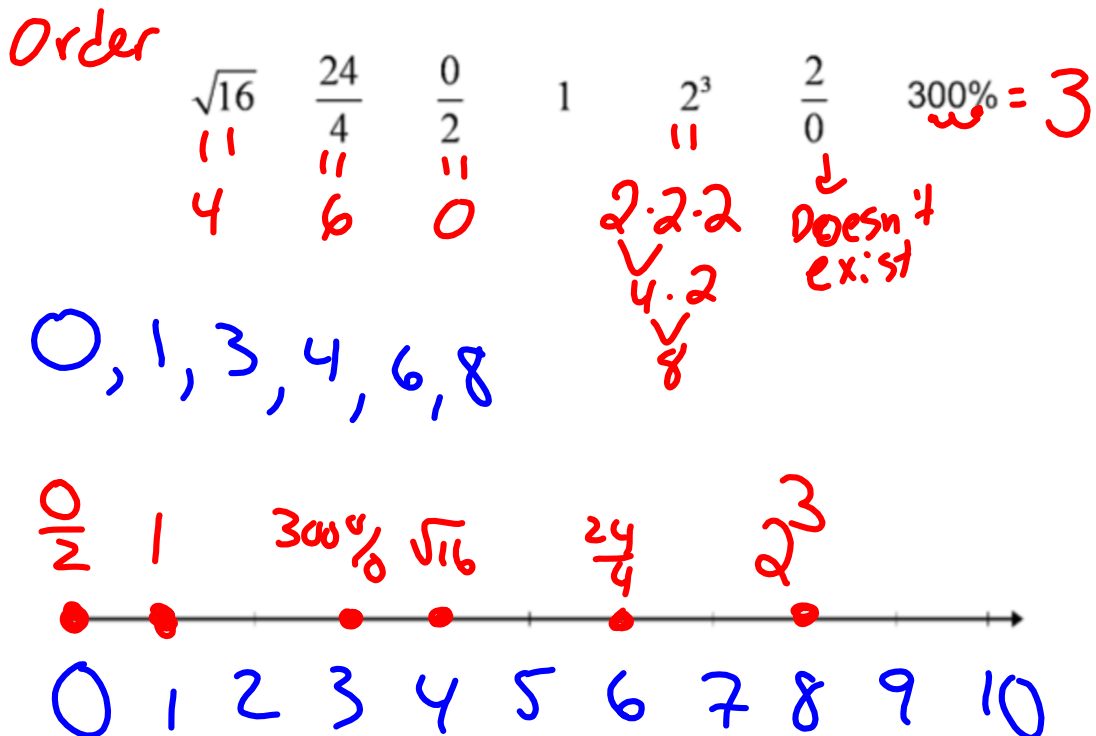 Order
√16 24/4 0/2 1 2³ 2/0 300% = 3
4 6 0 2·2·2 Doesn't exist
4·2
8
0, 1, 3, 4, 6, 8
0/2 1 300% √16 24/4 2³
0 1 2 3 4 5 6 7 8 9 10